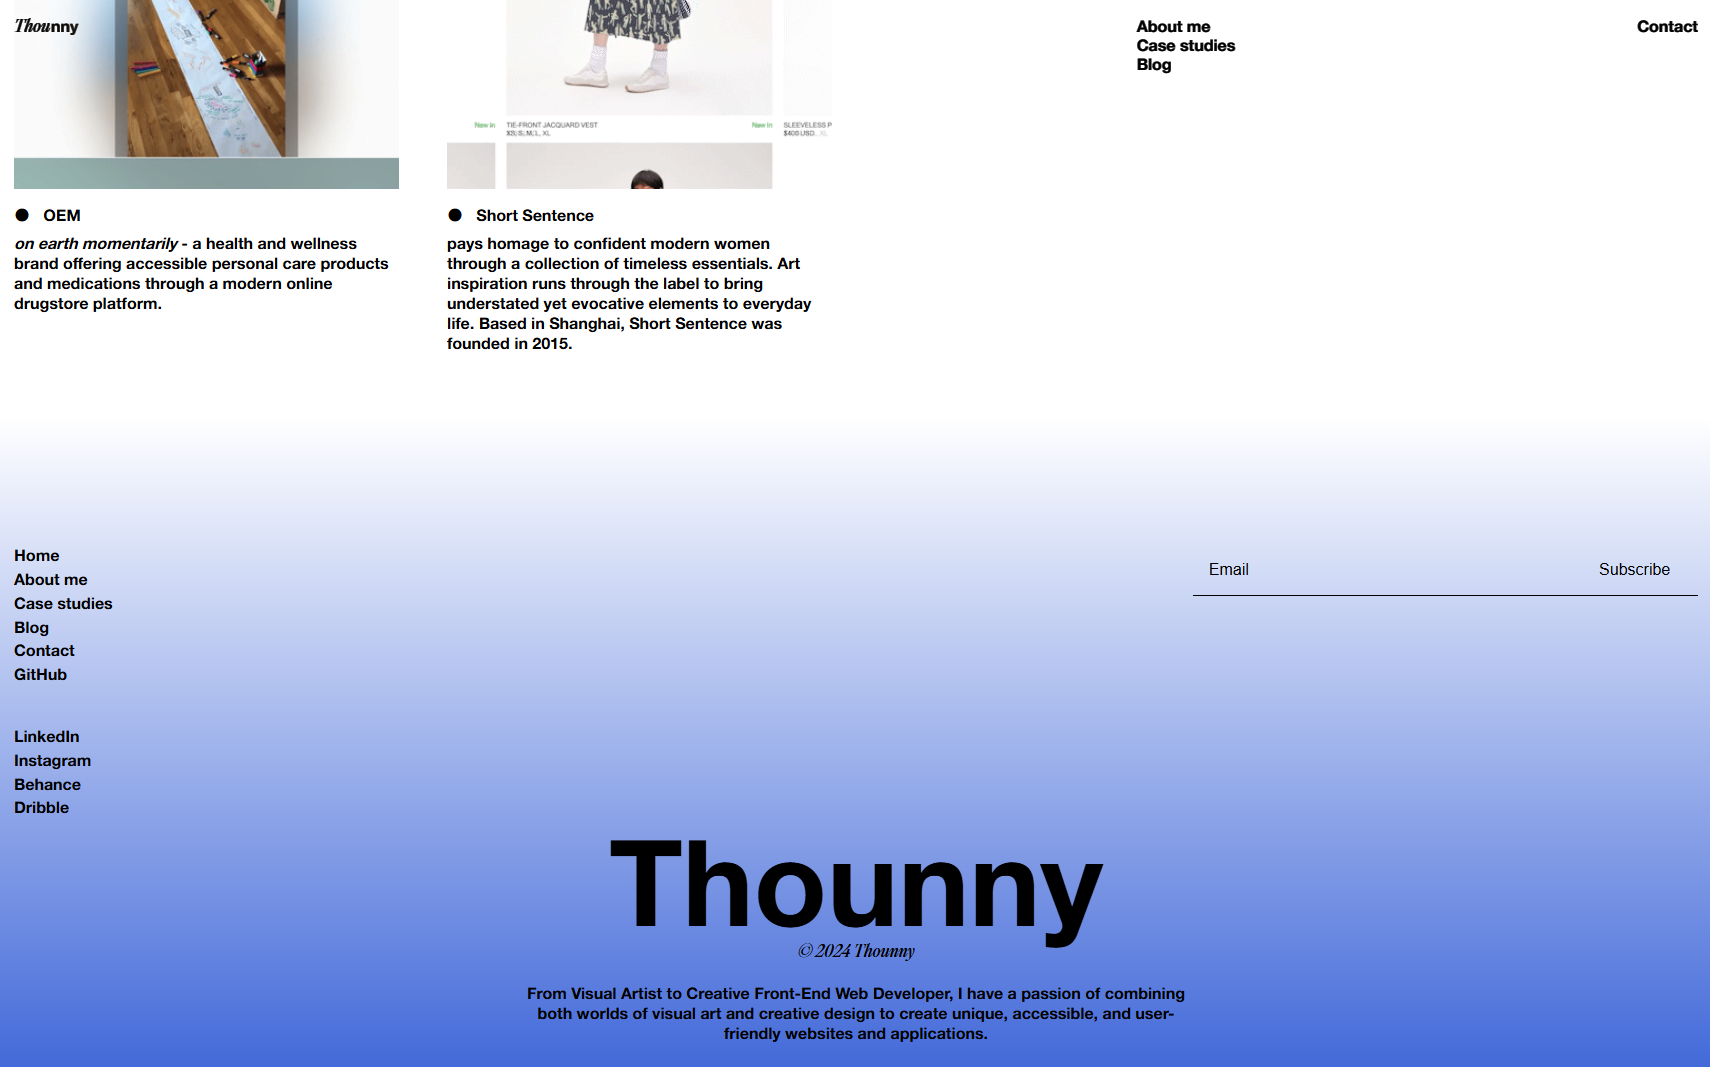 Thounny
About me
Case studies
Blog
Contact
New In
TIE-FRONT JACQUARD VEST
New In
SLEEVELESS P
$400 USD
OEM
on earth momentarily - a health and wellness
brand offering accessible personal care products
and medications through a modern online
drugstore platform.
Short Sentence
pays homage to confident modern women
through a collection of timeless essentials. Art
inspiration runs through the label to bring
understated yet evocative elements to everyday
life. Based in Shanghai, Short Sentence was
founded in 2015.
Home
About me
Case studies
Blog
Contact
GitHub
LinkedIn
Instagram
Behance
Dribble
Email
Subscribe
Thounny
© 2024 Thounny
From Visual Artist to Creative Front-End Web Developer, I have a passion of combining
both worlds of visual art and creative design to create unique, accessible, and user-
friendly websites and applications.